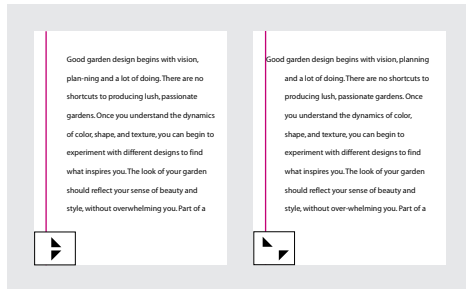 Good garden design begins with vision,
plan-ning and a lot of doing. There are no
shortcuts to producing lush, passionate
gardens. Once you understand the dynamics
of color, shape, and texture, you can begin to
experiment with different designs to find
what inspires you. The look of your garden
should reflect your sense of beauty and
style, without overwhelming you. Part of a
Good garden design begins with vision, planning
and a lot of doing. There are no shortcuts to
producing lush, passionate gardens. Once
you understand the dynamics of color,
shape, and texture, you can begin to
experiment with different designs to find
what inspires you. The look of your garden
should reflect your sense of beauty and
style, without over-whelming you. Part of a